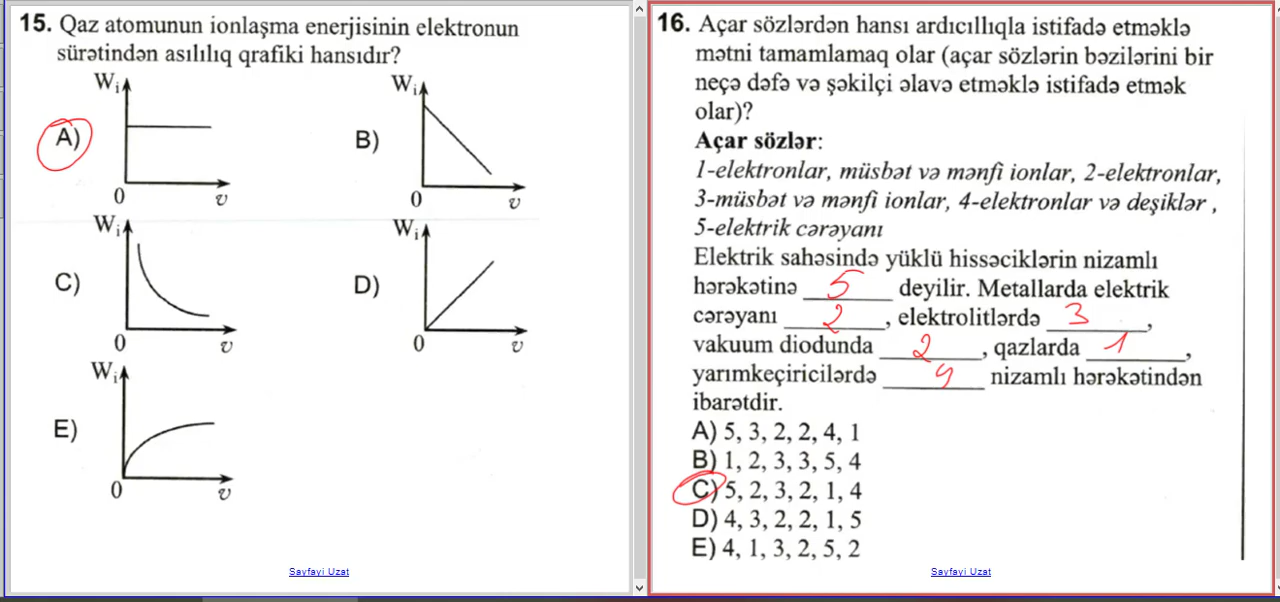 15. Qaz atomunun ionlaşma enerjisinin elektronun
sürətindən asılılıq qrafiki hansıdır?
A) Wi 0 υ
B) Wi 0 υ
C) Wi 0 υ
D) Wi 0 υ
E) Wi 0 υ
Sayfayi Uzat
16. Açar sözlərdən hansı ardıcıllıqla istifadə etməklə
mətni tamamlamaq olar (açar sözlərin bəzilərini bir
neçə dəfə və şəkilçi əlavə etməklə istifadə etmək
olar)?
Açar sözlər:
1-elektronlar, müsbət və mənfi ionlar, 2-elektronlar,
3-müsbət və mənfi ionlar, 4-elektronlar və deşiklər ,
5-elektrik cərəyanı
Elektrik sahəsində yüklü hissəciklərin nizamlı
hərəkətinə 5 deyilir. Metallarda elektrik
cərəyanı 2, elektrolitlərdə 3,
vakuum diodunda 2, qazlarda 1,
yarımkeçiricilərdə 4 nizamlı hərəkətindən
ibarətdir.
A) 5, 3, 2, 2, 4, 1
B) 1, 2, 3, 3, 5, 4
C) 5, 2, 3, 2, 1, 4
D) 4, 3, 2, 2, 1, 5
E) 4, 1, 3, 2, 5, 2
Sayfayi Uzat